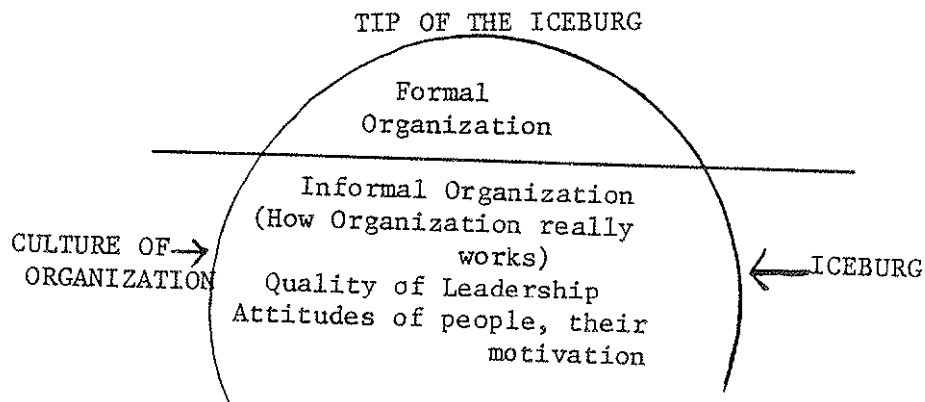 TIP OF THE ICEBURG
Formal
Organization
Informal Organization
(How Organization really
works)
CULTURE OF
ORGANIZATION
ICEBURG
Quality of Leadership
Attitudes of people, their
motivation